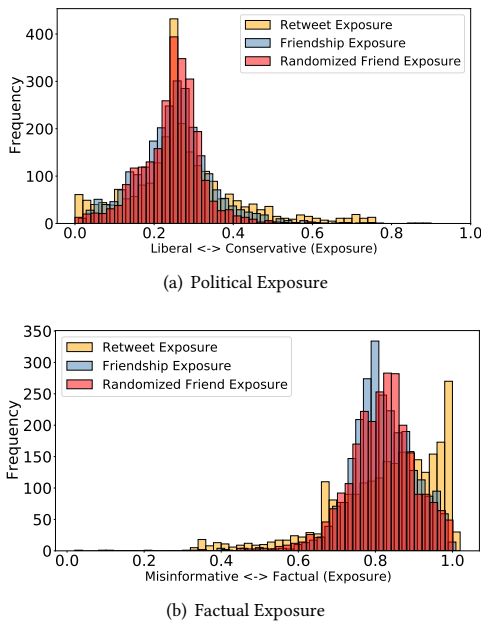 400
300
200
100
0
Frequency
Retweet Exposure
Friendship Exposure
Randomized Friend Exposure
0.0 0.2 0.4 0.6 0.8 1.0
Liberal <-> Conservative (Exposure)
(a) Political Exposure
350
300
250
200
150
100
50
0
Frequency
Retweet Exposure
Friendship Exposure
Randomized Friend Exposure
0.0 0.2 0.4 0.6 0.8 1.0
Misinformative <-> Factual (Exposure)
(b) Factual Exposure